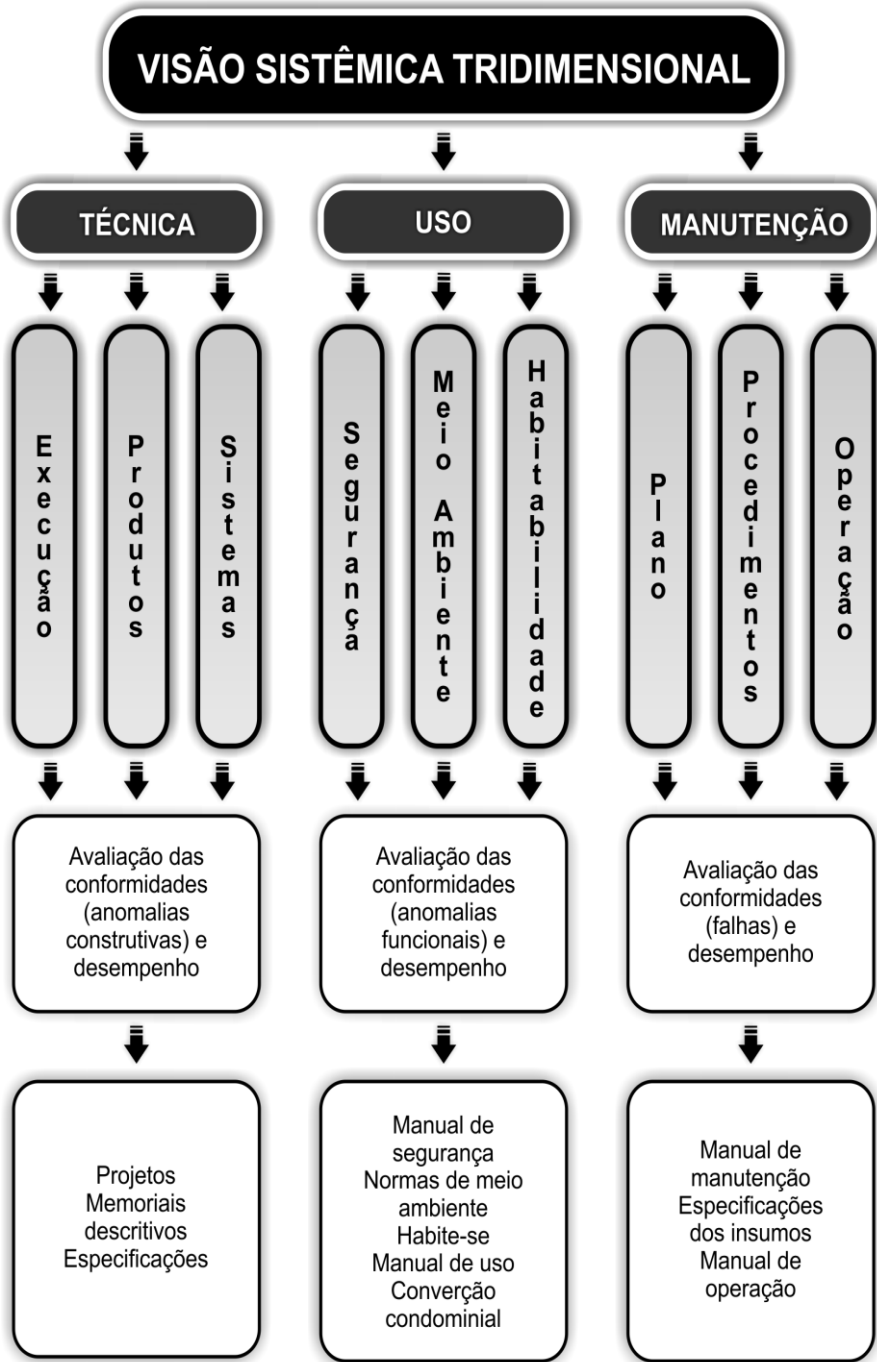 VISÃO SISTÊMICA TRIDIMENSIONAL
TÉCNICA
USO
MANUTENÇÃO
Execução
Produtos
Sistemas
Segurança
Meio Ambiente
Habitabilidade
Plano
Procedimentos
Operação
Avaliação das
conformidades
(anomalias
construtivas) e
desempenho
Avaliação das
conformidades
(anomalias
funcionais) e
desempenho
Avaliação das
conformidades
(falhas) e
desempenho
Projetos
Memoriais
descritivos
Especificações
Manual de
segurança
Normas de meio
ambiente
Habite-se
Manual de uso
Converção
condominial
Manual de
manutenção
Especificações
dos insumos
Manual de
operação